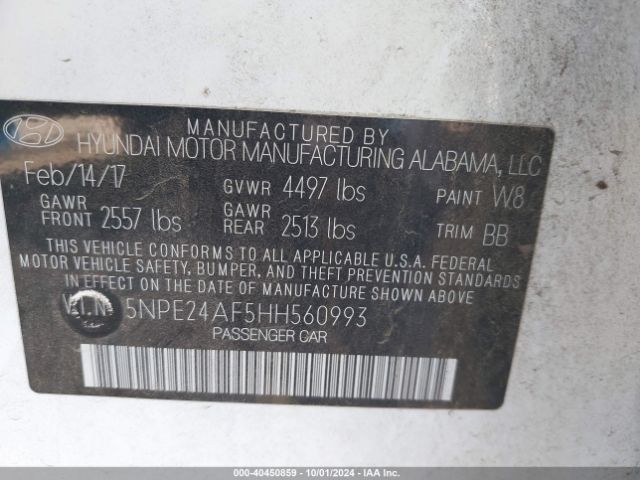 MANUFACTURED BY
HYUNDAI MOTOR MANUFACTURING ALABAMA, LLC
Feb/14/17 GVWR 4497 lbs PAINT W8
GAWR FRONT 2557 lbs GAWR REAR 2513 lbs TRIM BB
THIS VEHICLE CONFORMS TO ALL APPLICABLE U.S.A. FEDERAL
MOTOR VEHICLE SAFETY, BUMPER, AND THEFT PREVENTION STANDARDS
IN EFFECT ON THE DATE OF MANUFACTURE SHOWN ABOVE.
V.I.N 5NPE24AF5HH560993
PASSENGER CAR
000-40450859 - 10/01/2024 - IAAI.COM